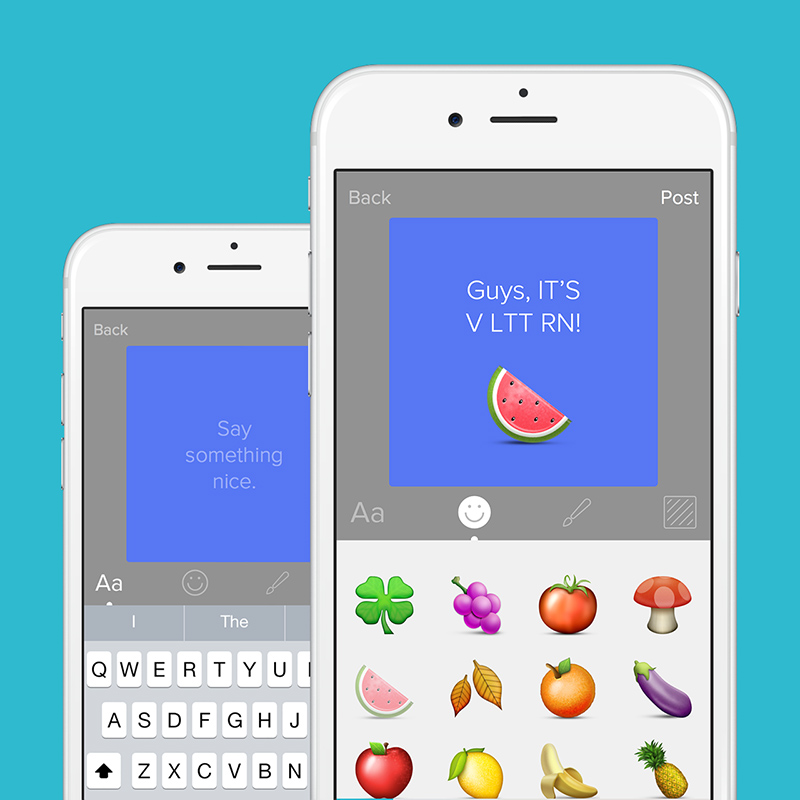 Back
Post
Guys, IT'S
V LTT RN!
Aa
Back
Say
something
nice.
Aa
I
The
Q W E R T Y U
A S D F G H J
Z X C V B N